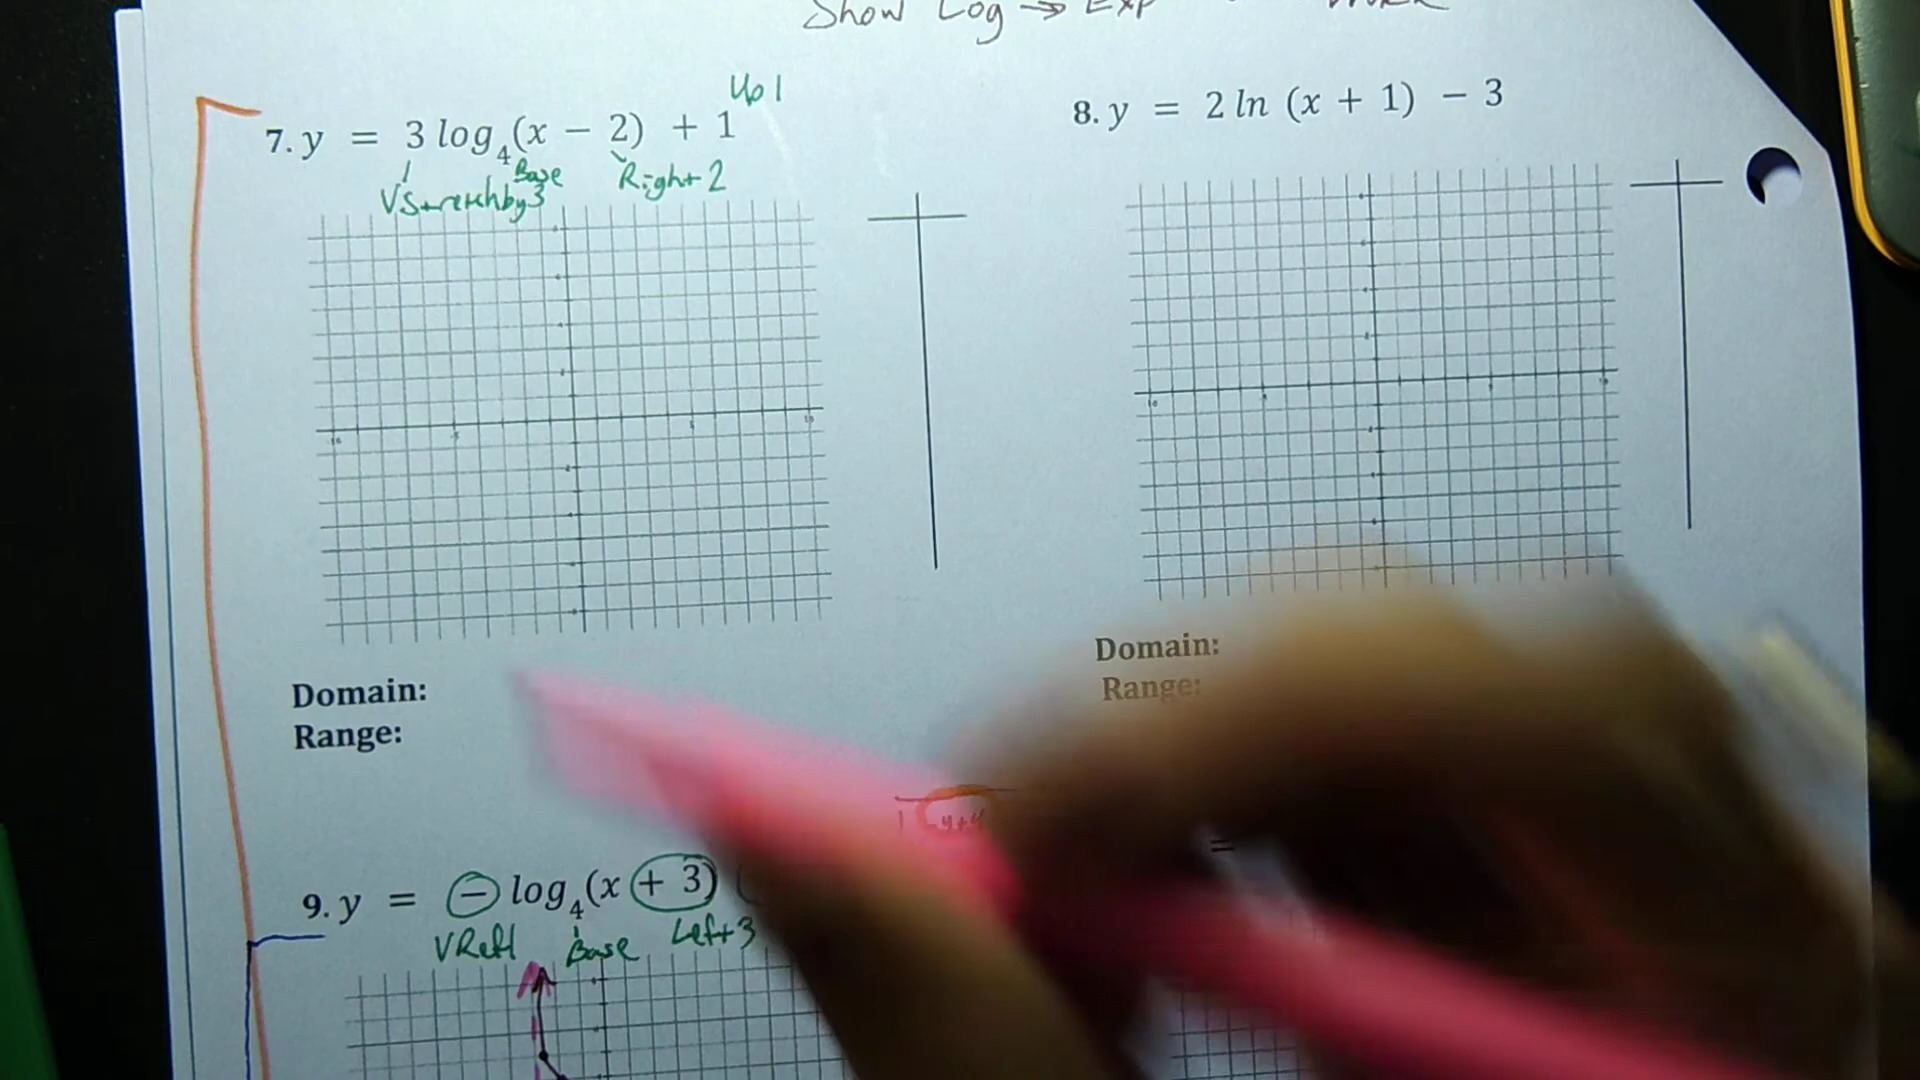 Show Log → Exp
Up 1
7. y = 3 log₄(x − 2) + 1
Base
VStretch by 3
Right 2
8. y = 2 ln (x + 1) − 3
Domain:
Range:
Domain:
Range:
9. y = − log₄(x + 3)
VRefl Base Left 3